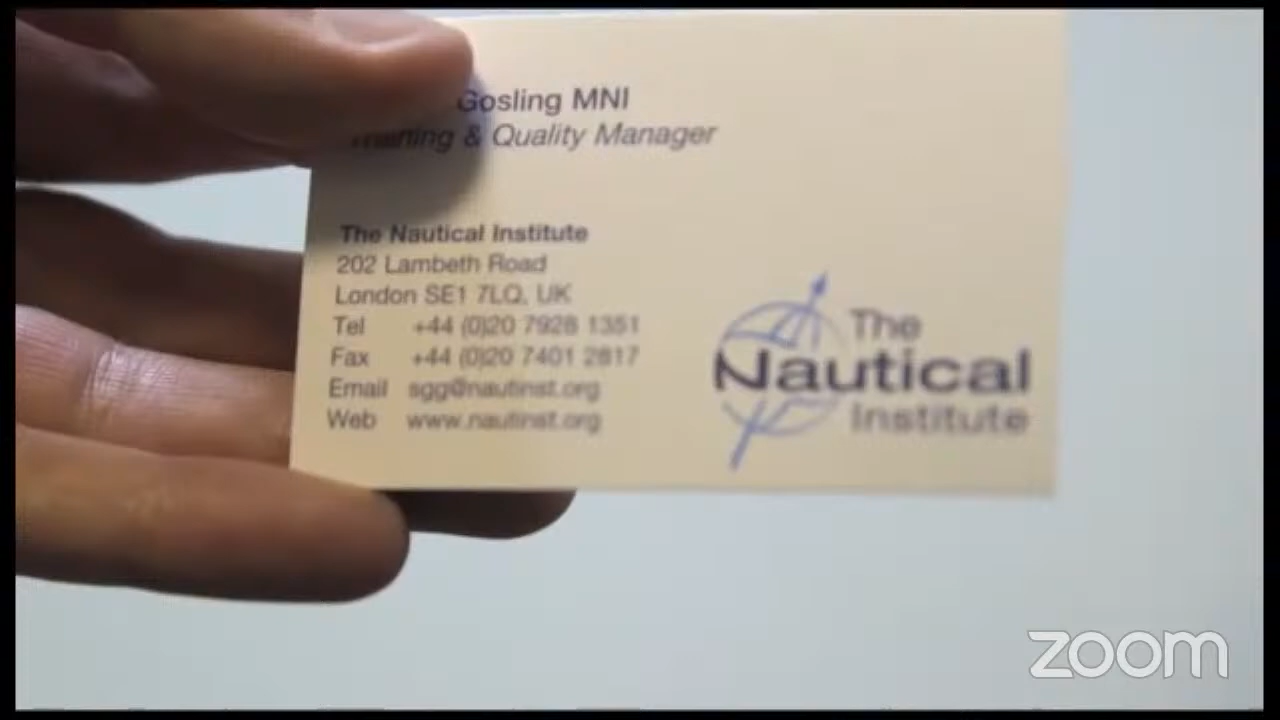 Gosling MNI
Training & Quality Manager
The Nautical Institute
202 Lambeth Road
London SE1 7LQ, UK
Tel +44 (0)20 7928 1351
Fax +44 (0)20 7401 2817
Email sgg@nautinst.org
Web www.nautinst.org
The
Nautical
Institute
zoom